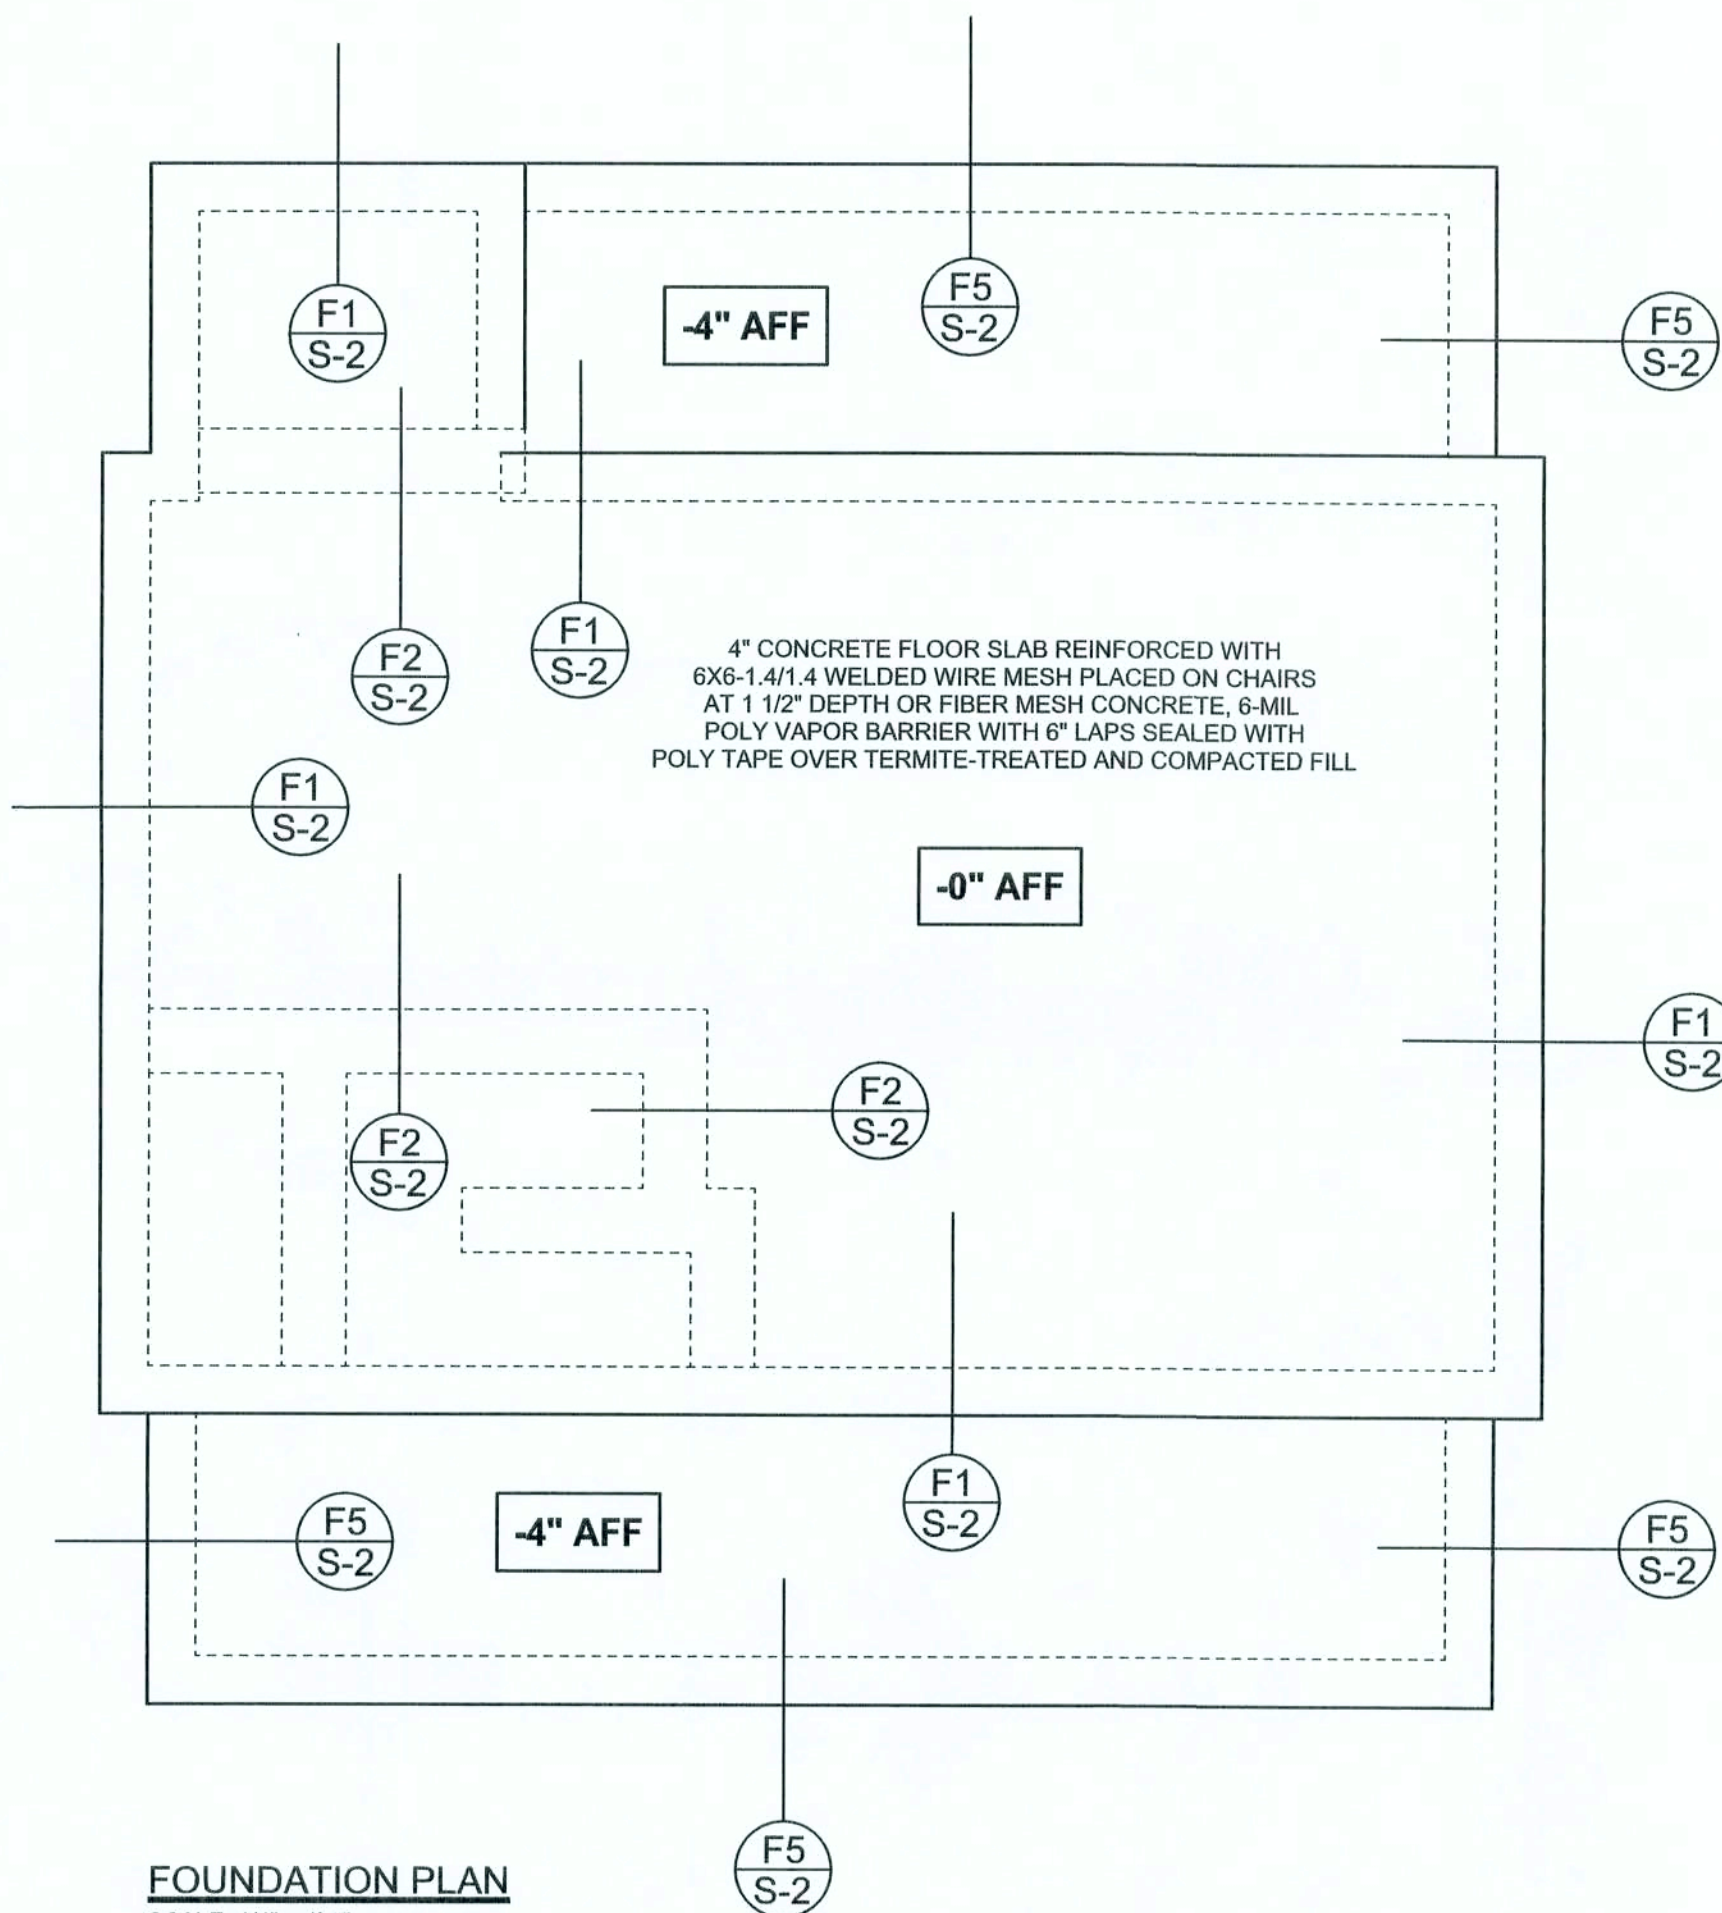 F5
S-2
F1
S-2
-4" AFF
F5
S-2
F1
S-2
F2
S-2
4" CONCRETE FLOOR SLAB REINFORCED WITH
6X6-1.4/1.4 WELDED WIRE MESH PLACED ON CHAIRS
AT 1 1/2" DEPTH OR FIBER MESH CONCRETE, 6-MIL
POLY VAPOR BARRIER WITH 6" LAPS SEALED WITH
POLY TAPE OVER TERMITE-TREATED AND COMPACTED FILL
F1
S-2
-0" AFF
F1
S-2
F2
S-2
F2
S-2
F1
S-2
F5
S-2
-4" AFF
F5
S-2
F5
S-2
FOUNDATION PLAN